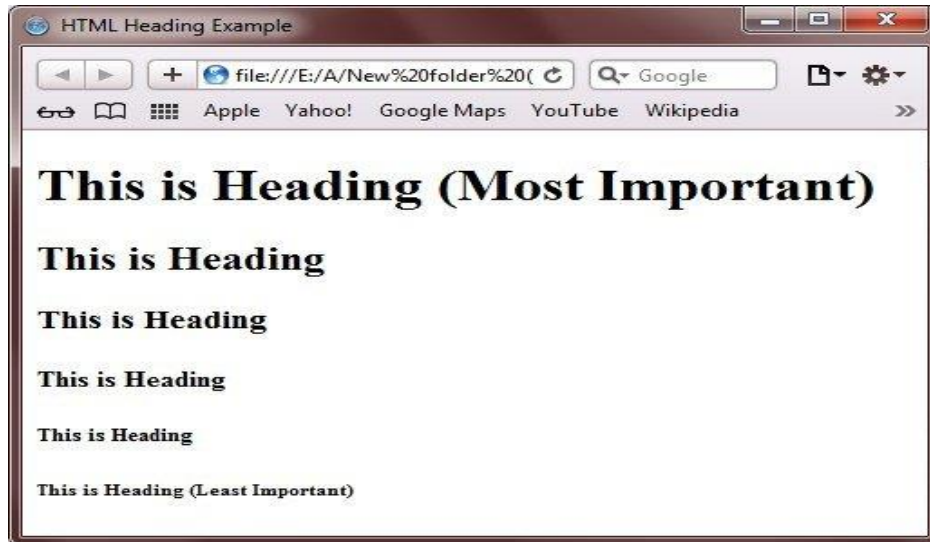 HTML Heading Example
file:///E:/A/New%20folder%20( Google
Apple Yahoo! Google Maps YouTube Wikipedia
This is Heading (Most Important)
This is Heading
This is Heading
This is Heading
This is Heading
This is Heading (Least Important)